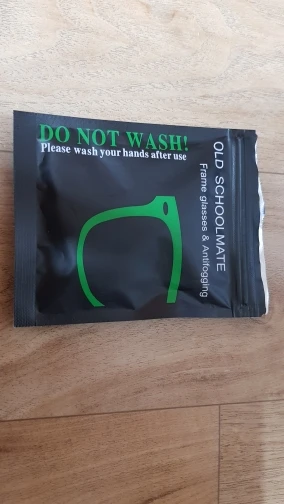 DO NOT WASH!
Please wash your hands after use
OLD SCHOOLMATE
Frame glasses & Antifogging